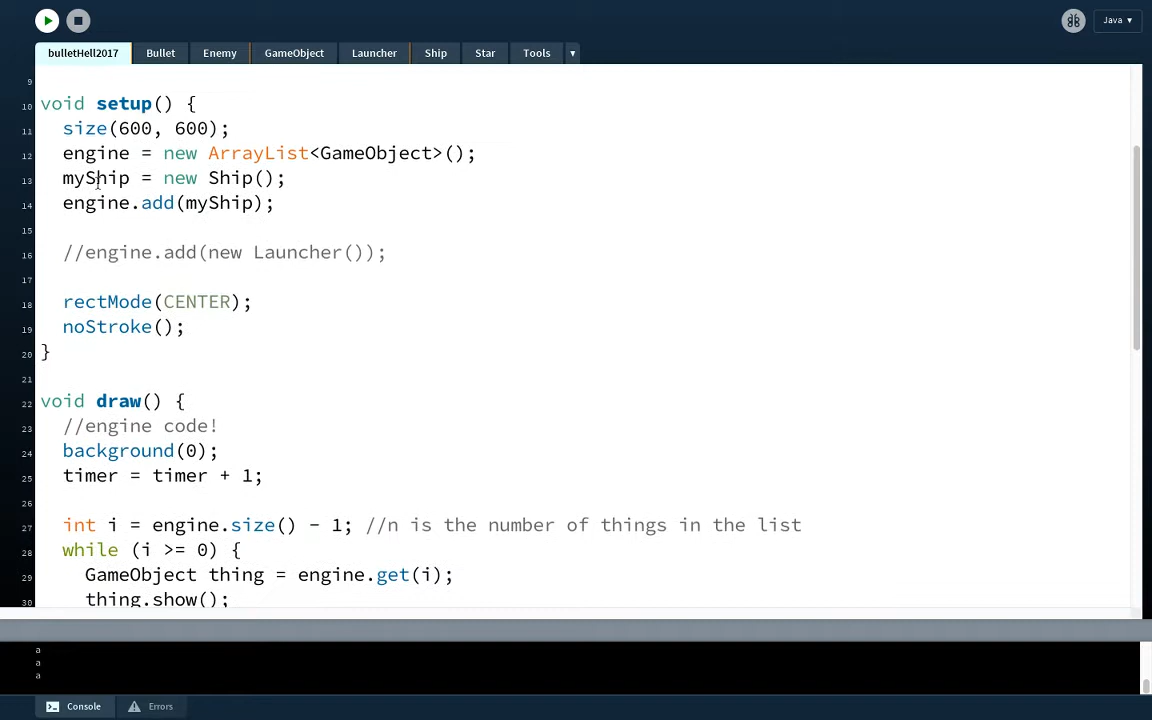 Java ▾
bulletHell2017 Bullet Enemy GameObject Launcher Ship Star Tools ▾
9
10 void setup() {
11 size(600, 600);
12 engine = new ArrayList<GameObject>();
13 myShip = new Ship();
14 engine.add(myShip);
15
16 //engine.add(new Launcher());
17
18 rectMode(CENTER);
19 noStroke();
20 }
21
22 void draw() {
23 //engine code!
24 background(0);
25 timer = timer + 1;
26
27 int i = engine.size() - 1; //n is the number of things in the list
28 while (i >= 0) {
29 GameObject thing = engine.get(i);
30 thing.show();
a
a
a
Console Errors